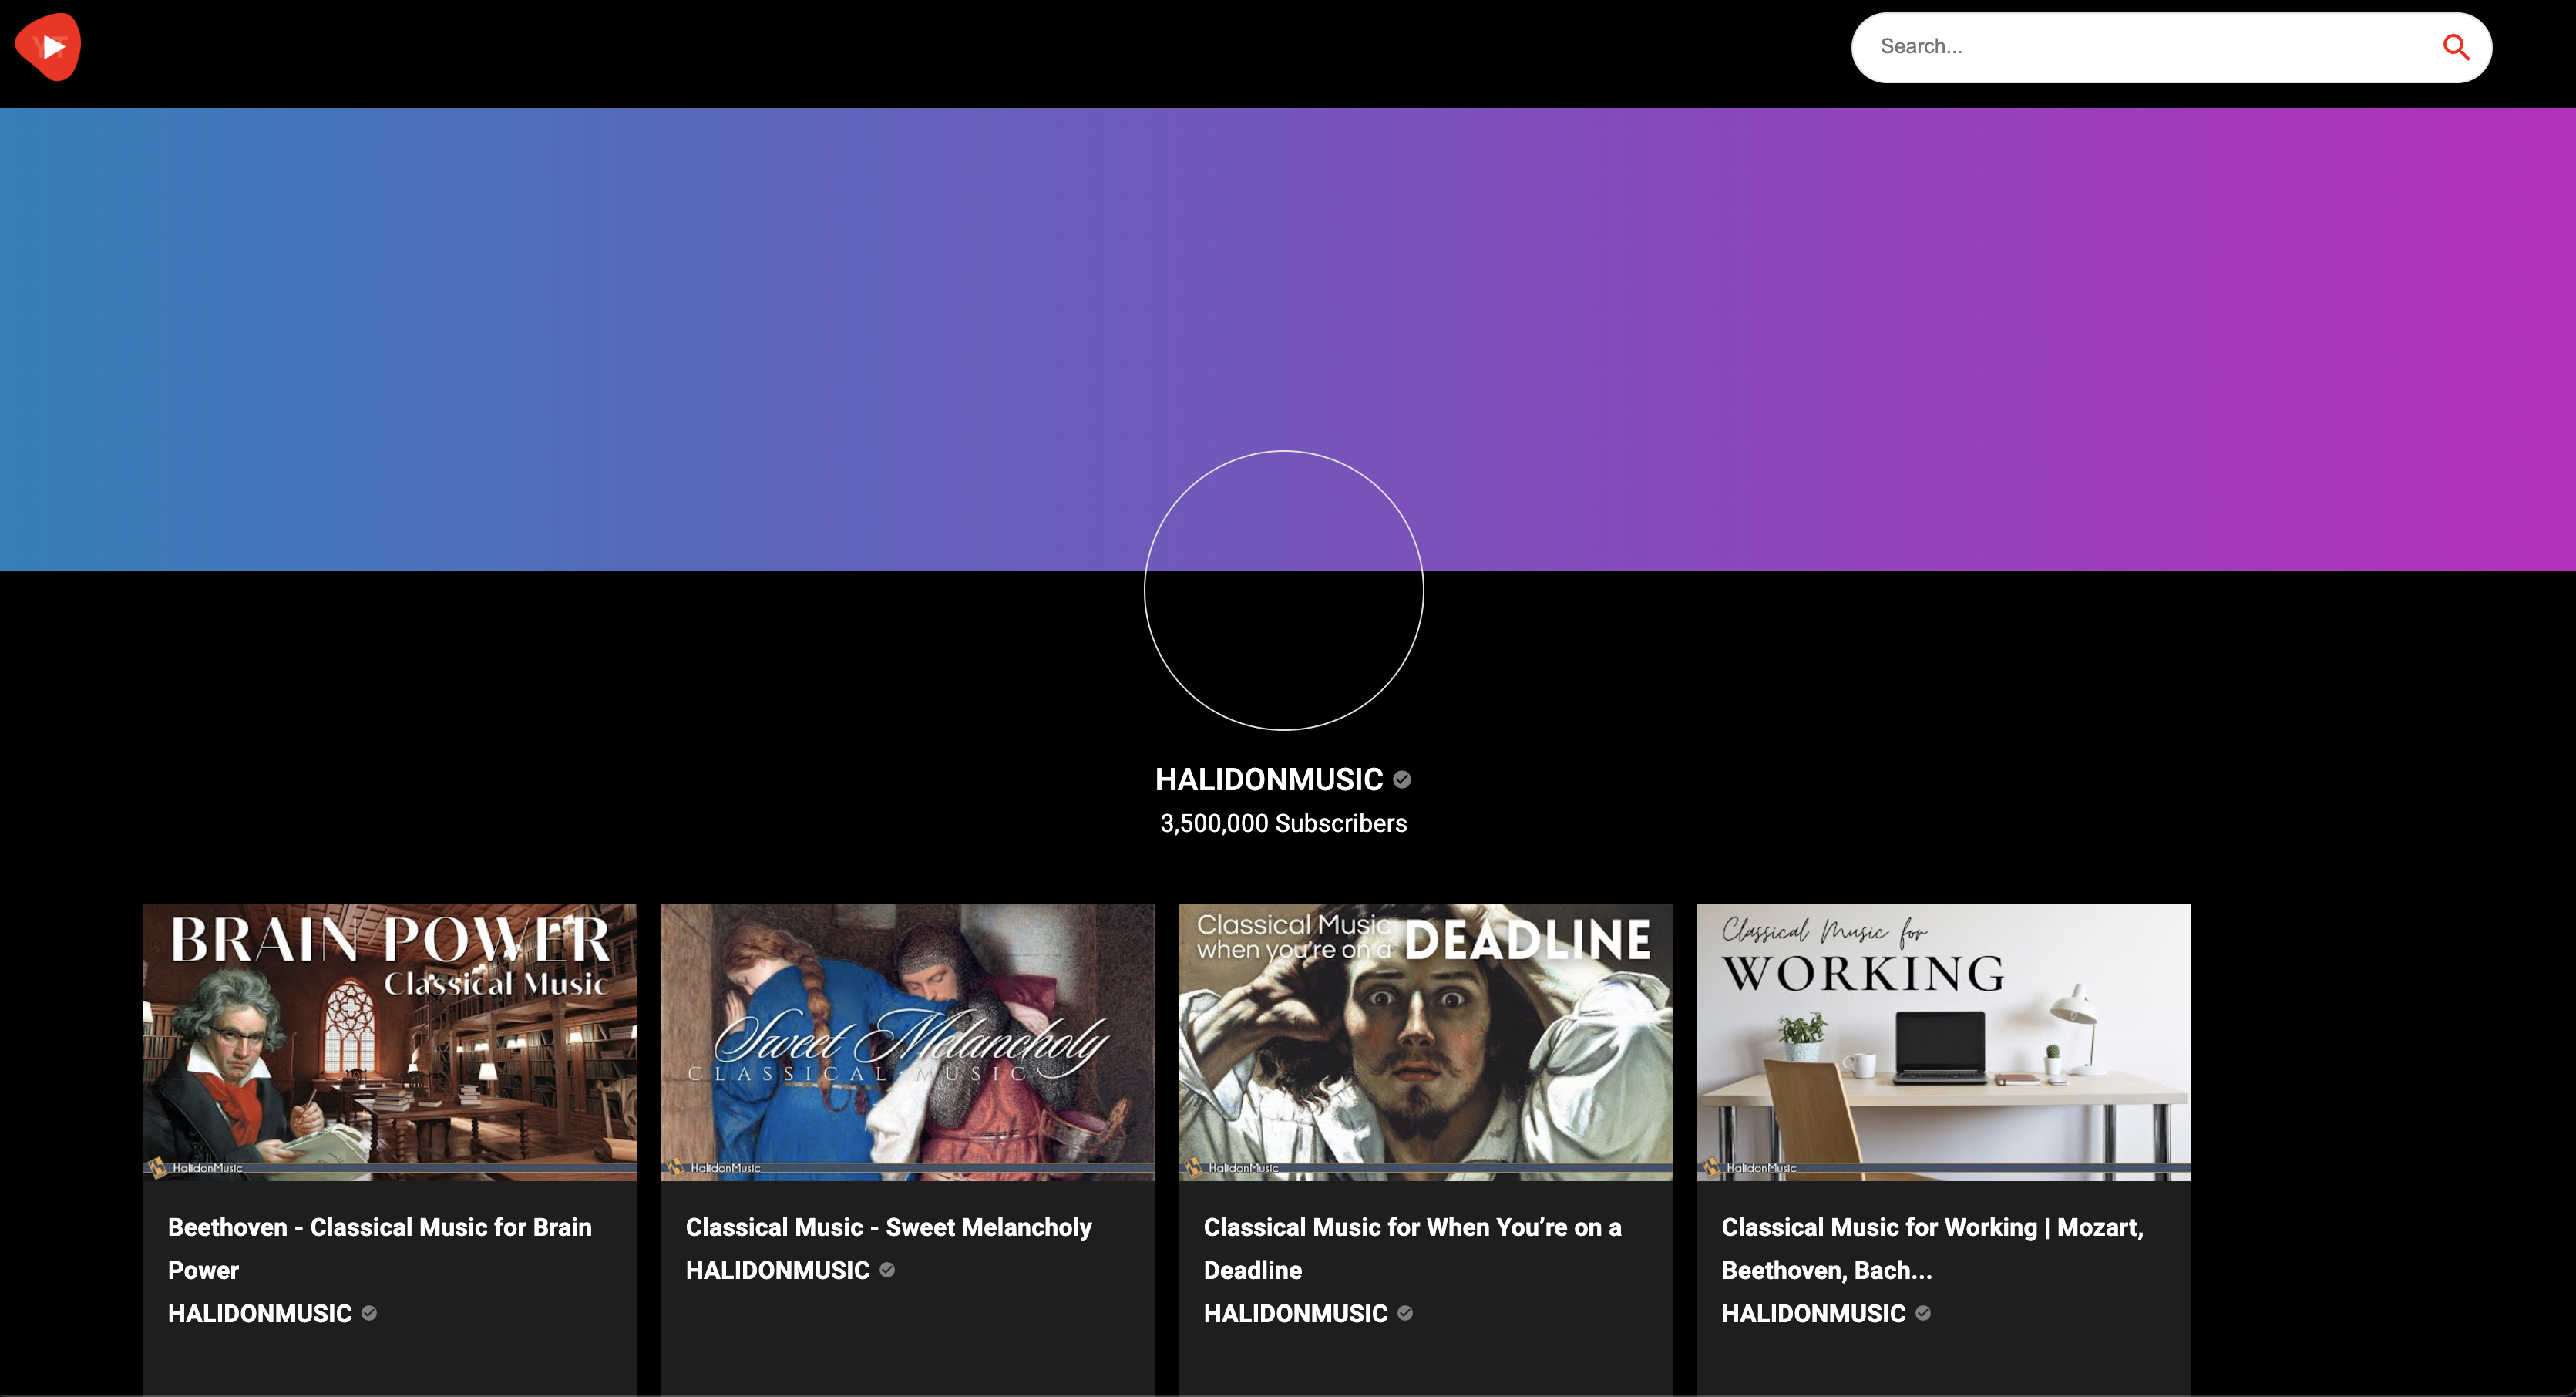 YT
Search...
HALIDONMUSIC
3,500,000 Subscribers
BRAIN POWER
Classical Music
HalidonMusic
Beethoven - Classical Music for Brain
Power
HALIDONMUSIC
Sweet Melancholy
CLASSICAL MUSIC
HalidonMusic
Classical Music - Sweet Melancholy
HALIDONMUSIC
Classical Music
when you're on a DEADLINE
HalidonMusic
Classical Music for When You’re on a
Deadline
HALIDONMUSIC
Classical Music for
WORKING
HalidonMusic
Classical Music for Working | Mozart,
Beethoven, Bach...
HALIDONMUSIC